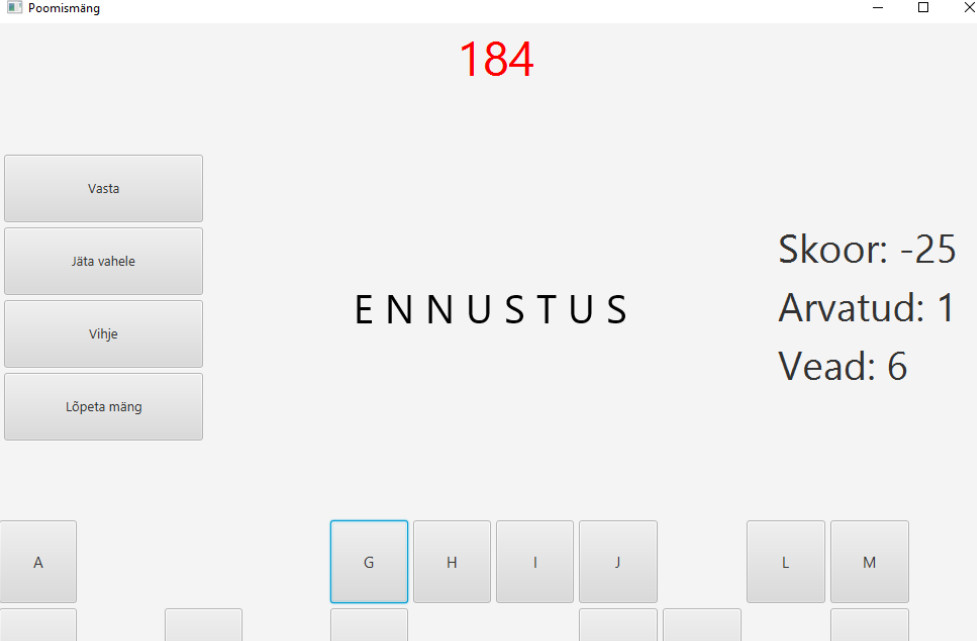 Poomismäng
184
Vasta
Jäta vahele
Vihje
Lõpeta mäng
E N N U S T U S
Skoor: -25
Arvatud: 1
Vead: 6
A G H I J L M